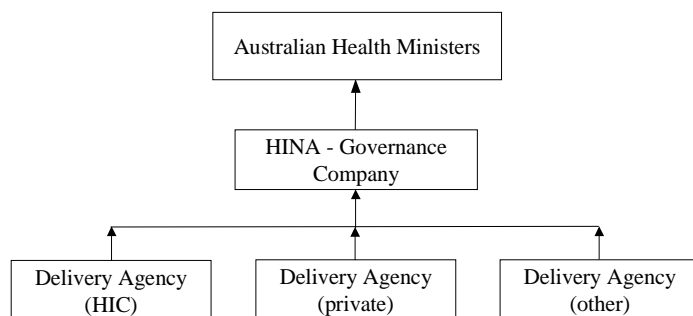 Australian Health Ministers
HINA - Governance
Company
Delivery Agency
(HIC)
Delivery Agency
(private)
Delivery Agency
(other)